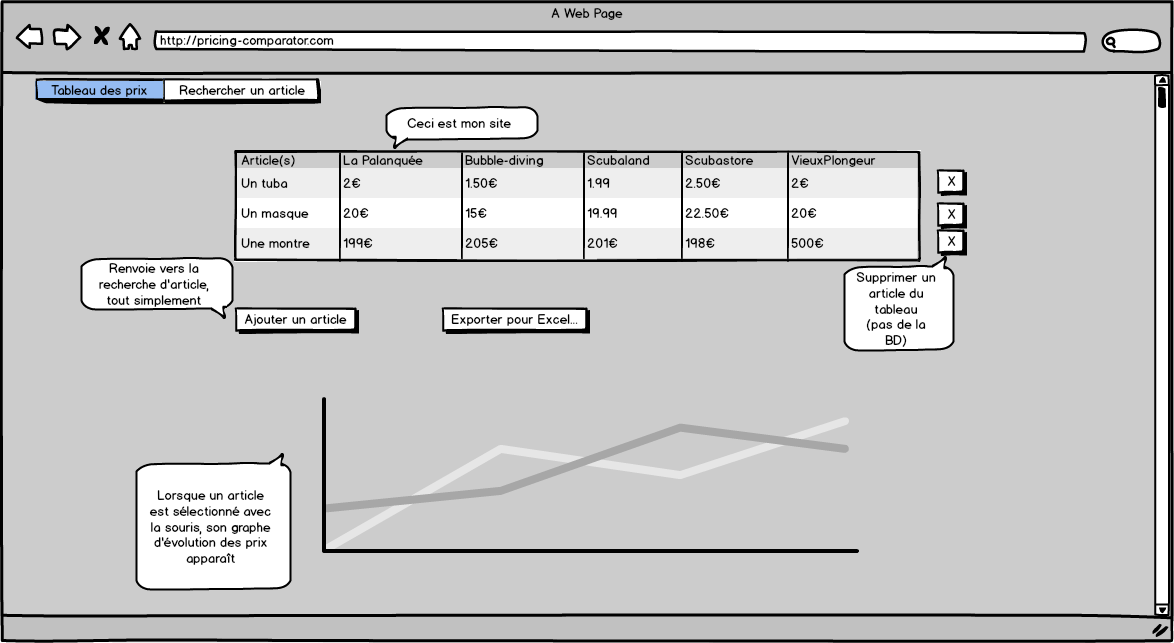 A Web Page
http://pricing-comparator.com
Tableau des prix Rechercher un article
Ceci est mon site
Article(s) La Palanquée Bubble-diving Scubaland Scubastore VieuxPlongeur
Un tuba 2€ 1.50€ 1.99 2.50€ 2€ X
Un masque 20€ 15€ 19.99 22.50€ 20€ X
Une montre 199€ 205€ 201€ 198€ 500€ X
Renvoie vers la
recherche d'article,
tout simplement
Supprimer un
article du
tableau
(pas de la
BD)
Ajouter un article Exporter pour Excel...
Lorsque un article
est sélectionné avec
la souris, son graphe
d'évolution des prix
apparaît